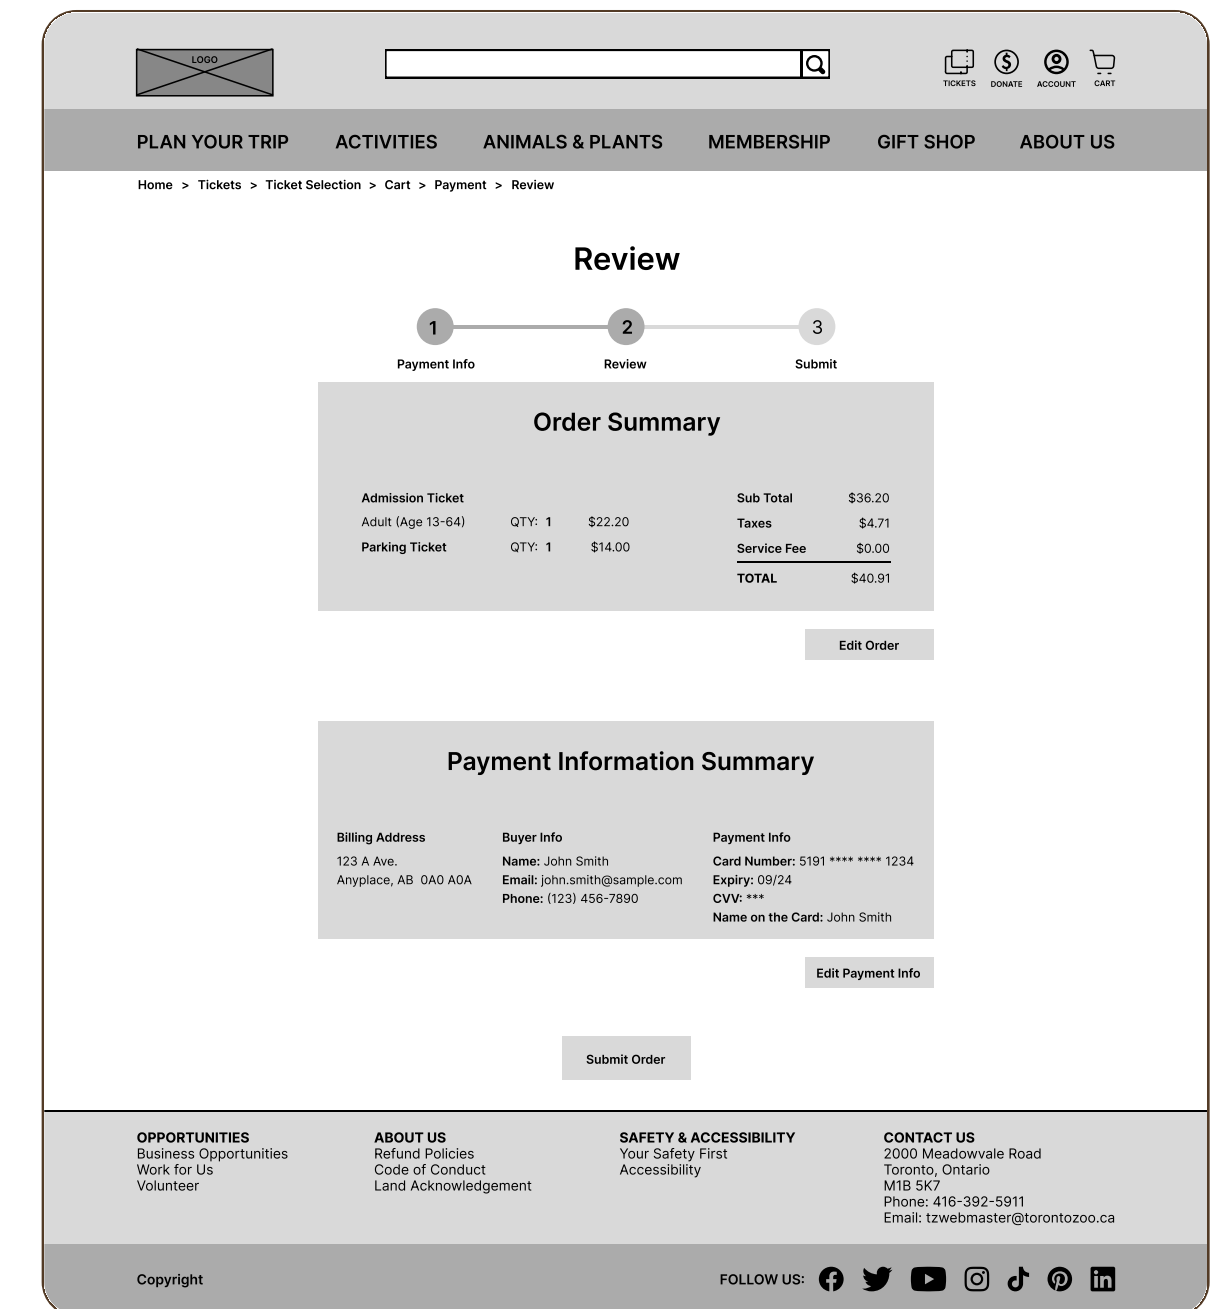 LOGO
TICKETS DONATE ACCOUNT CART
PLAN YOUR TRIP ACTIVITIES ANIMALS & PLANTS MEMBERSHIP GIFT SHOP ABOUT US
Home > Tickets > Ticket Selection > Cart > Payment > Review
Review
1 2 3
Payment Info Review Submit
Order Summary
Admission Ticket Sub Total $36.20
Adult (Age 13-64) QTY: 1 $22.20 Taxes $4.71
Parking Ticket QTY: 1 $14.00 Service Fee $0.00
TOTAL $40.91
Edit Order
Payment Information Summary
Billing Address Buyer Info Payment Info
123 A Ave. Name: John Smith Card Number: 5191 **** **** 1234
Anyplace, AB 0A0 A0A Email: john.smith@sample.com Expiry: 09/24
Phone: (123) 456-7890 CVV: ***
Name on the Card: John Smith
Edit Payment Info
Submit Order
OPPORTUNITIES ABOUT US SAFETY & ACCESSIBILITY CONTACT US
Business Opportunities Refund Policies Your Safety First 2000 Meadowvale Road
Work for Us Code of Conduct Accessibility Toronto, Ontario
Volunteer Land Acknowledgement M1B 5K7
Phone: 416-392-5911
Email: tzwebmaster@torontozoo.ca
Copyright FOLLOW US: